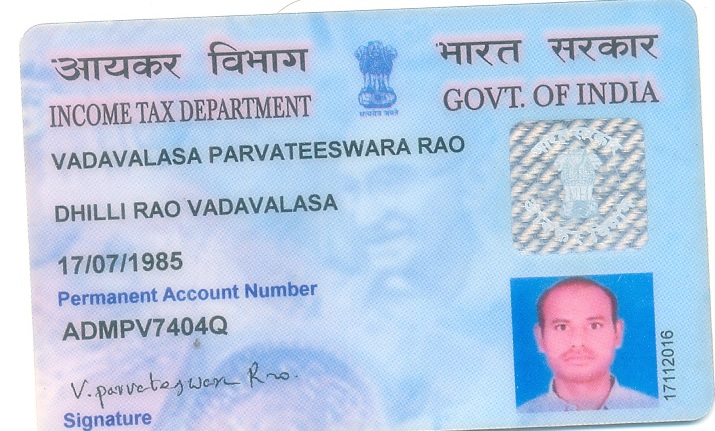 आयकर विभाग
भारत सरकार
INCOME TAX DEPARTMENT
GOVT. OF INDIA
सत्यमेव जयते
VADAVALASA PARVATEESWARA RAO
DHILLI RAO VADAVALASA
17/07/1985
Permanent Account Number
ADMPV7404Q
V. parvateswara Rao.
Signature
17112016